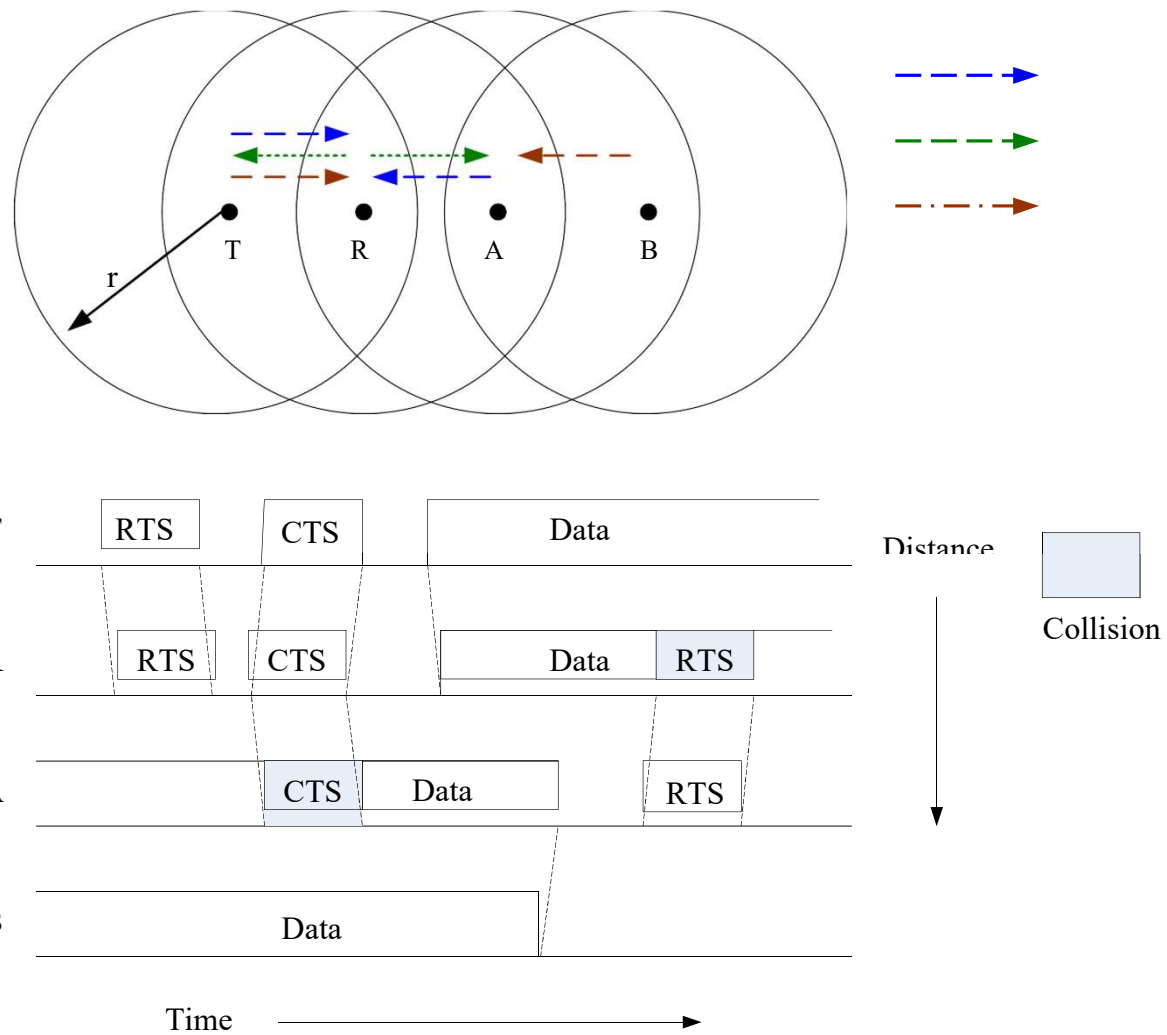 r
T R A B
RTS CTS Data
Distance
RTS CTS Data RTS
Collision
CTS Data RTS
Data
Time